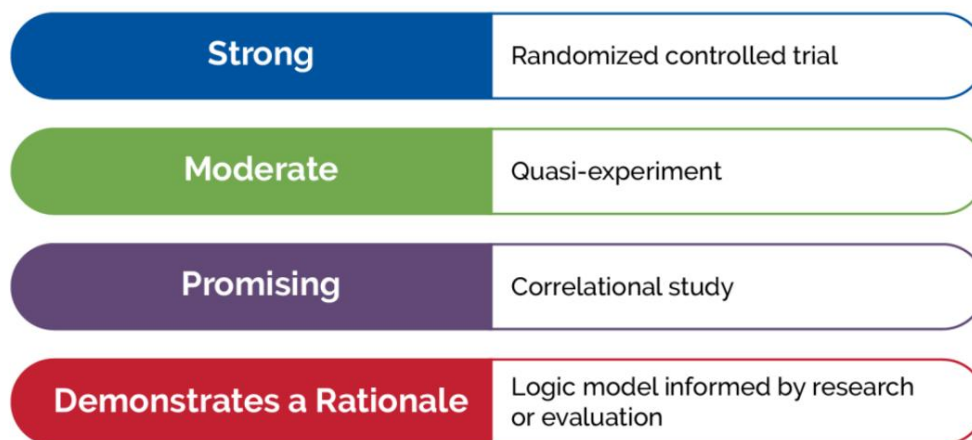 Strong
Randomized controlled trial
Moderate
Quasi-experiment
Promising
Correlational study
Demonstrates a Rationale
Logic model informed by research
or evaluation